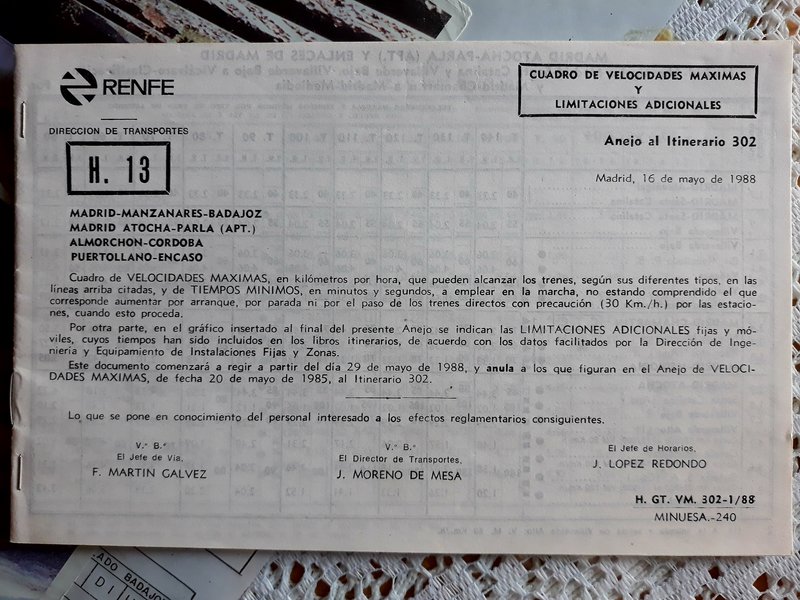 RENFE
DIRECCION DE TRANSPORTES
H. 13
CUADRO DE VELOCIDADES MAXIMAS
Y
LIMITACIONES ADICIONALES
Anejo al Itinerario 302
Madrid, 16 de mayo de 1988
MADRID-MANZANARES-BADAJOZ
MADRID ATOCHA-PARLA (APT.)
ALMORCHON-CORDOBA
PUERTOLLANO-ENCASO
Cuadro de VELOCIDADES MAXIMAS, en kilómetros por hora, que pueden alcanzar los trenes, según sus diferentes tipos, en las
líneas arriba citadas, y de TIEMPOS MINIMOS, en minutos y segundos, a emplear en la marcha, no estando comprendido el que
corresponde aumentar por arranque, por parada ni por el paso de los trenes directos con precaución (30 Km./h.) por las estacio-
nes, cuando esto proceda.
Por otra parte, en el gráfico insertado al final del presente Anejo se indican las LIMITACIONES ADICIONALES fijas y mó-
viles, cuyos tiempos han sido incluidos en los libros itinerarios, de acuerdo con los datos facilitados por la Dirección de Inge-
niería y Equipamiento de Instalaciones Fijas y Zonas.
Este documento comenzará a regir a partir del día 29 de mayo de 1988, y anula a los que figuran en el Anejo de VELOCI-
DADES MAXIMAS, de fecha 20 de mayo de 1985, al Itinerario 302.
Lo que se pone en conocimiento del personal interesado a los efectos reglamentarios consiguientes.
V.º B.º
El Jefe de Vía,
F. MARTIN GALVEZ
V.º B.º
El Director de Transportes,
J. MORENO DE MESA
El Jefe de Horarios,
J. LOPEZ REDONDO
H. GT. VM. 302-1/88
MINUESA.-240
ADO BADAJOZ